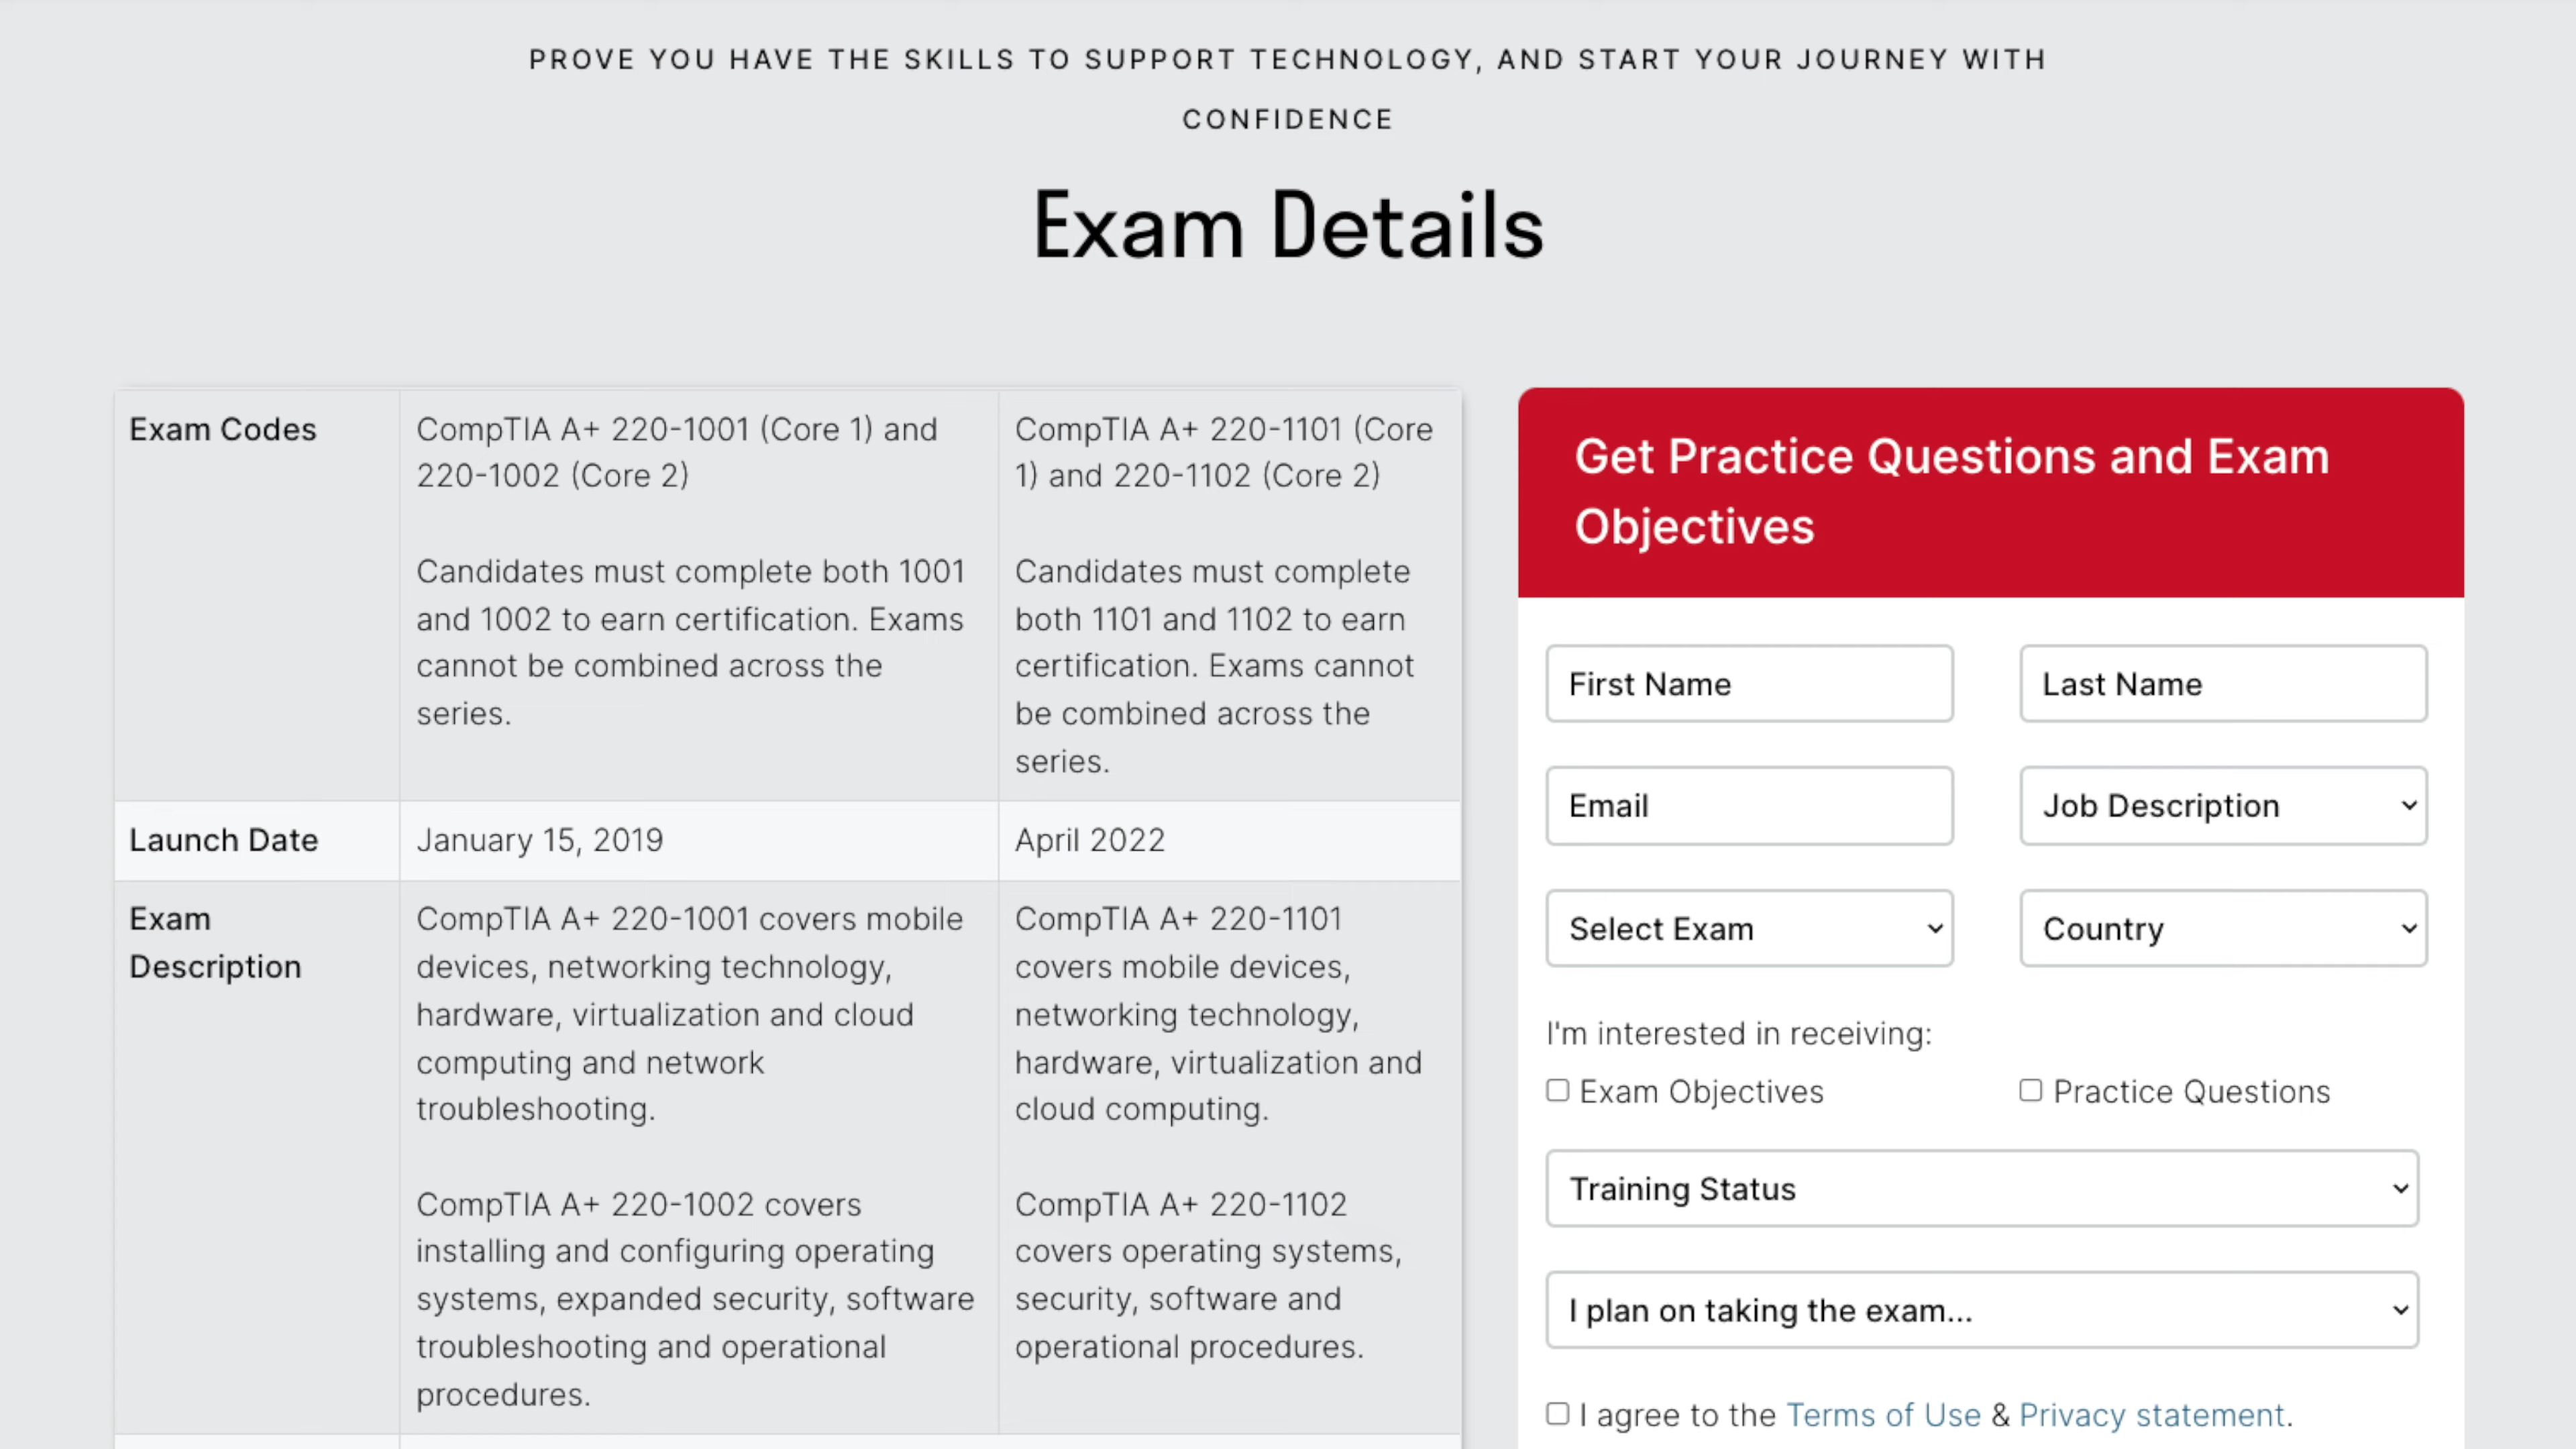 PROVE YOU HAVE THE SKILLS TO SUPPORT TECHNOLOGY, AND START YOUR JOURNEY WITH
CONFIDENCE
Exam Details
Exam Codes
CompTIA A+ 220-1001 (Core 1) and
220-1002 (Core 2)
Candidates must complete both 1001
and 1002 to earn certification. Exams
cannot be combined across the
series.
CompTIA A+ 220-1101 (Core
1) and 220-1102 (Core 2)
Candidates must complete
both 1101 and 1102 to earn
certification. Exams cannot
be combined across the
series.
Launch Date
January 15, 2019
April 2022
Exam
Description
CompTIA A+ 220-1001 covers mobile
devices, networking technology,
hardware, virtualization and cloud
computing and network
troubleshooting.
CompTIA A+ 220-1002 covers
installing and configuring operating
systems, expanded security, software
troubleshooting and operational
procedures.
CompTIA A+ 220-1101
covers mobile devices,
networking technology,
hardware, virtualization and
cloud computing.
CompTIA A+ 220-1102
covers operating systems,
security, software and
operational procedures.
Get Practice Questions and Exam
Objectives
First Name
Last Name
Email
Job Description
Select Exam
Country
I'm interested in receiving:
Exam Objectives
Practice Questions
Training Status
I plan on taking the exam...
I agree to the Terms of Use & Privacy statement.